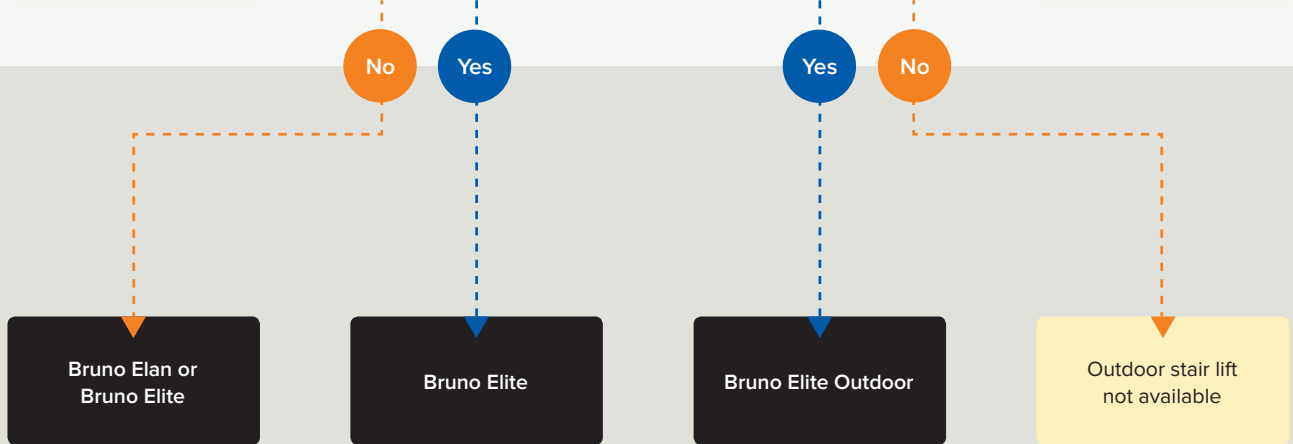 No
Yes
Yes
No
Bruno Elan or
Bruno Elite
Bruno Elite
Bruno Elite Outdoor
Outdoor stair lift
not available